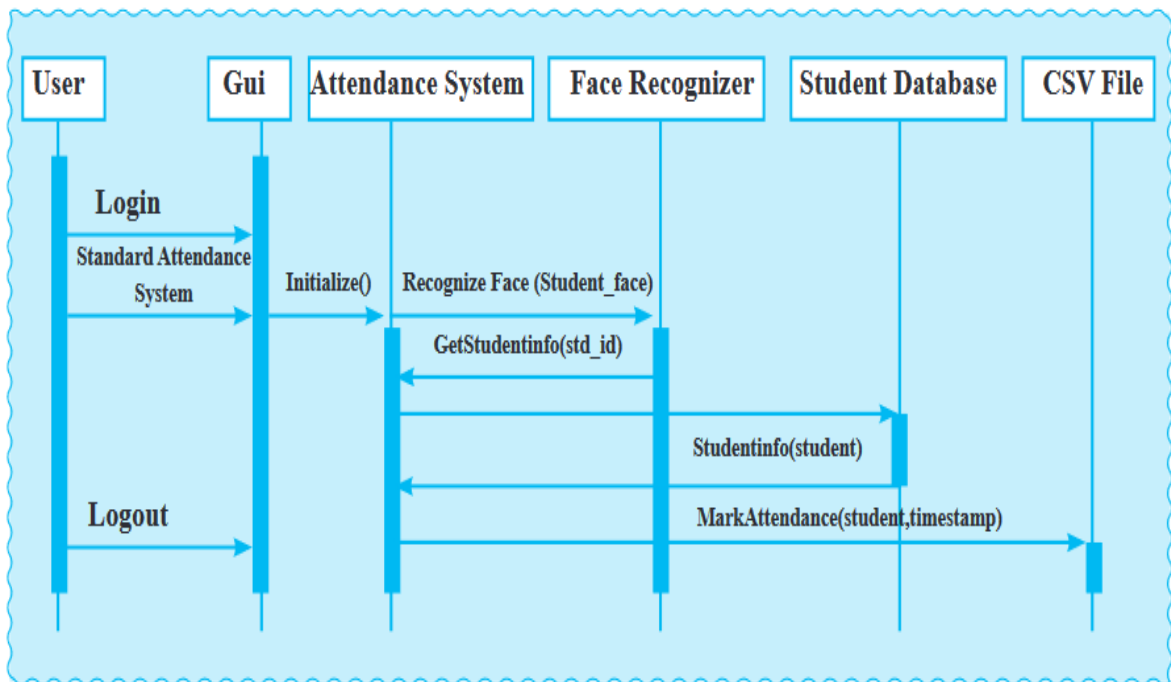 User
Gui
Attendance System
Face Recognizer
Student Database
CSV File
Login
Standard Attendance
System
Initialize()
Recognize Face (Student_face)
GetStudentinfo(std_id)
Studentinfo(student)
Logout
MarkAttendance(student,timestamp)